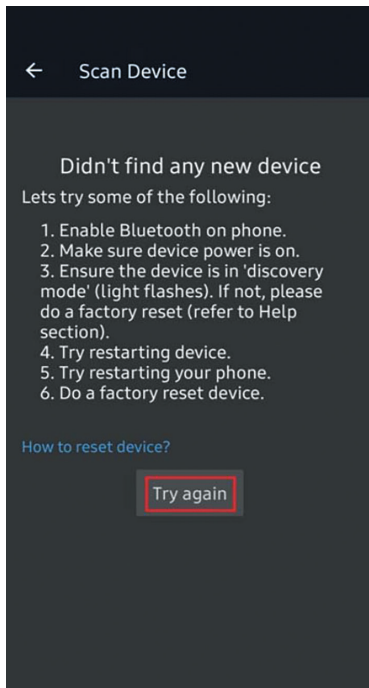 Scan Device
Didn't find any new device
Lets try some of the following:
1. Enable Bluetooth on phone.
2. Make sure device power is on.
3. Ensure the device is in 'discovery
mode' (light flashes). If not, please
do a factory reset (refer to Help
section).
4. Try restarting device.
5. Try restarting your phone.
6. Do a factory reset device.
How to reset device?
Try again